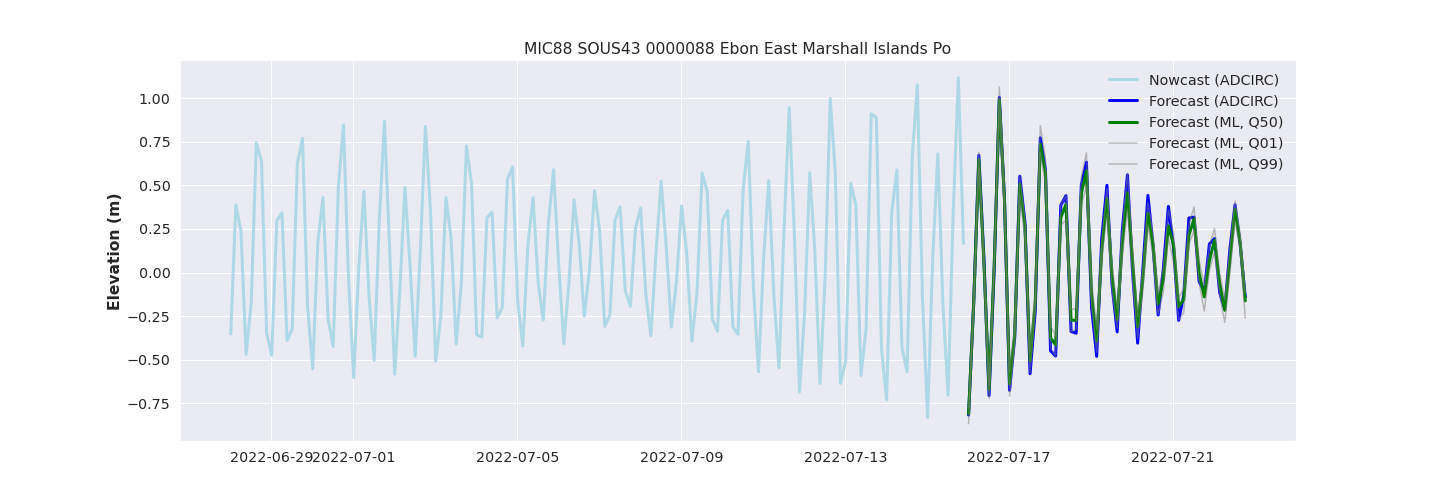 MIC88 SOUS43 0000088 Ebon East Marshall Islands Po
Nowcast (ADCIRC)
Forecast (ADCIRC)
Forecast (ML, Q50)
Forecast (ML, Q01)
Forecast (ML, Q99)
Elevation (m)
1.00
0.75
0.50
0.25
0.00
−0.25
−0.50
−0.75
2022-06-29 2022-07-01 2022-07-05 2022-07-09 2022-07-13 2022-07-17 2022-07-21